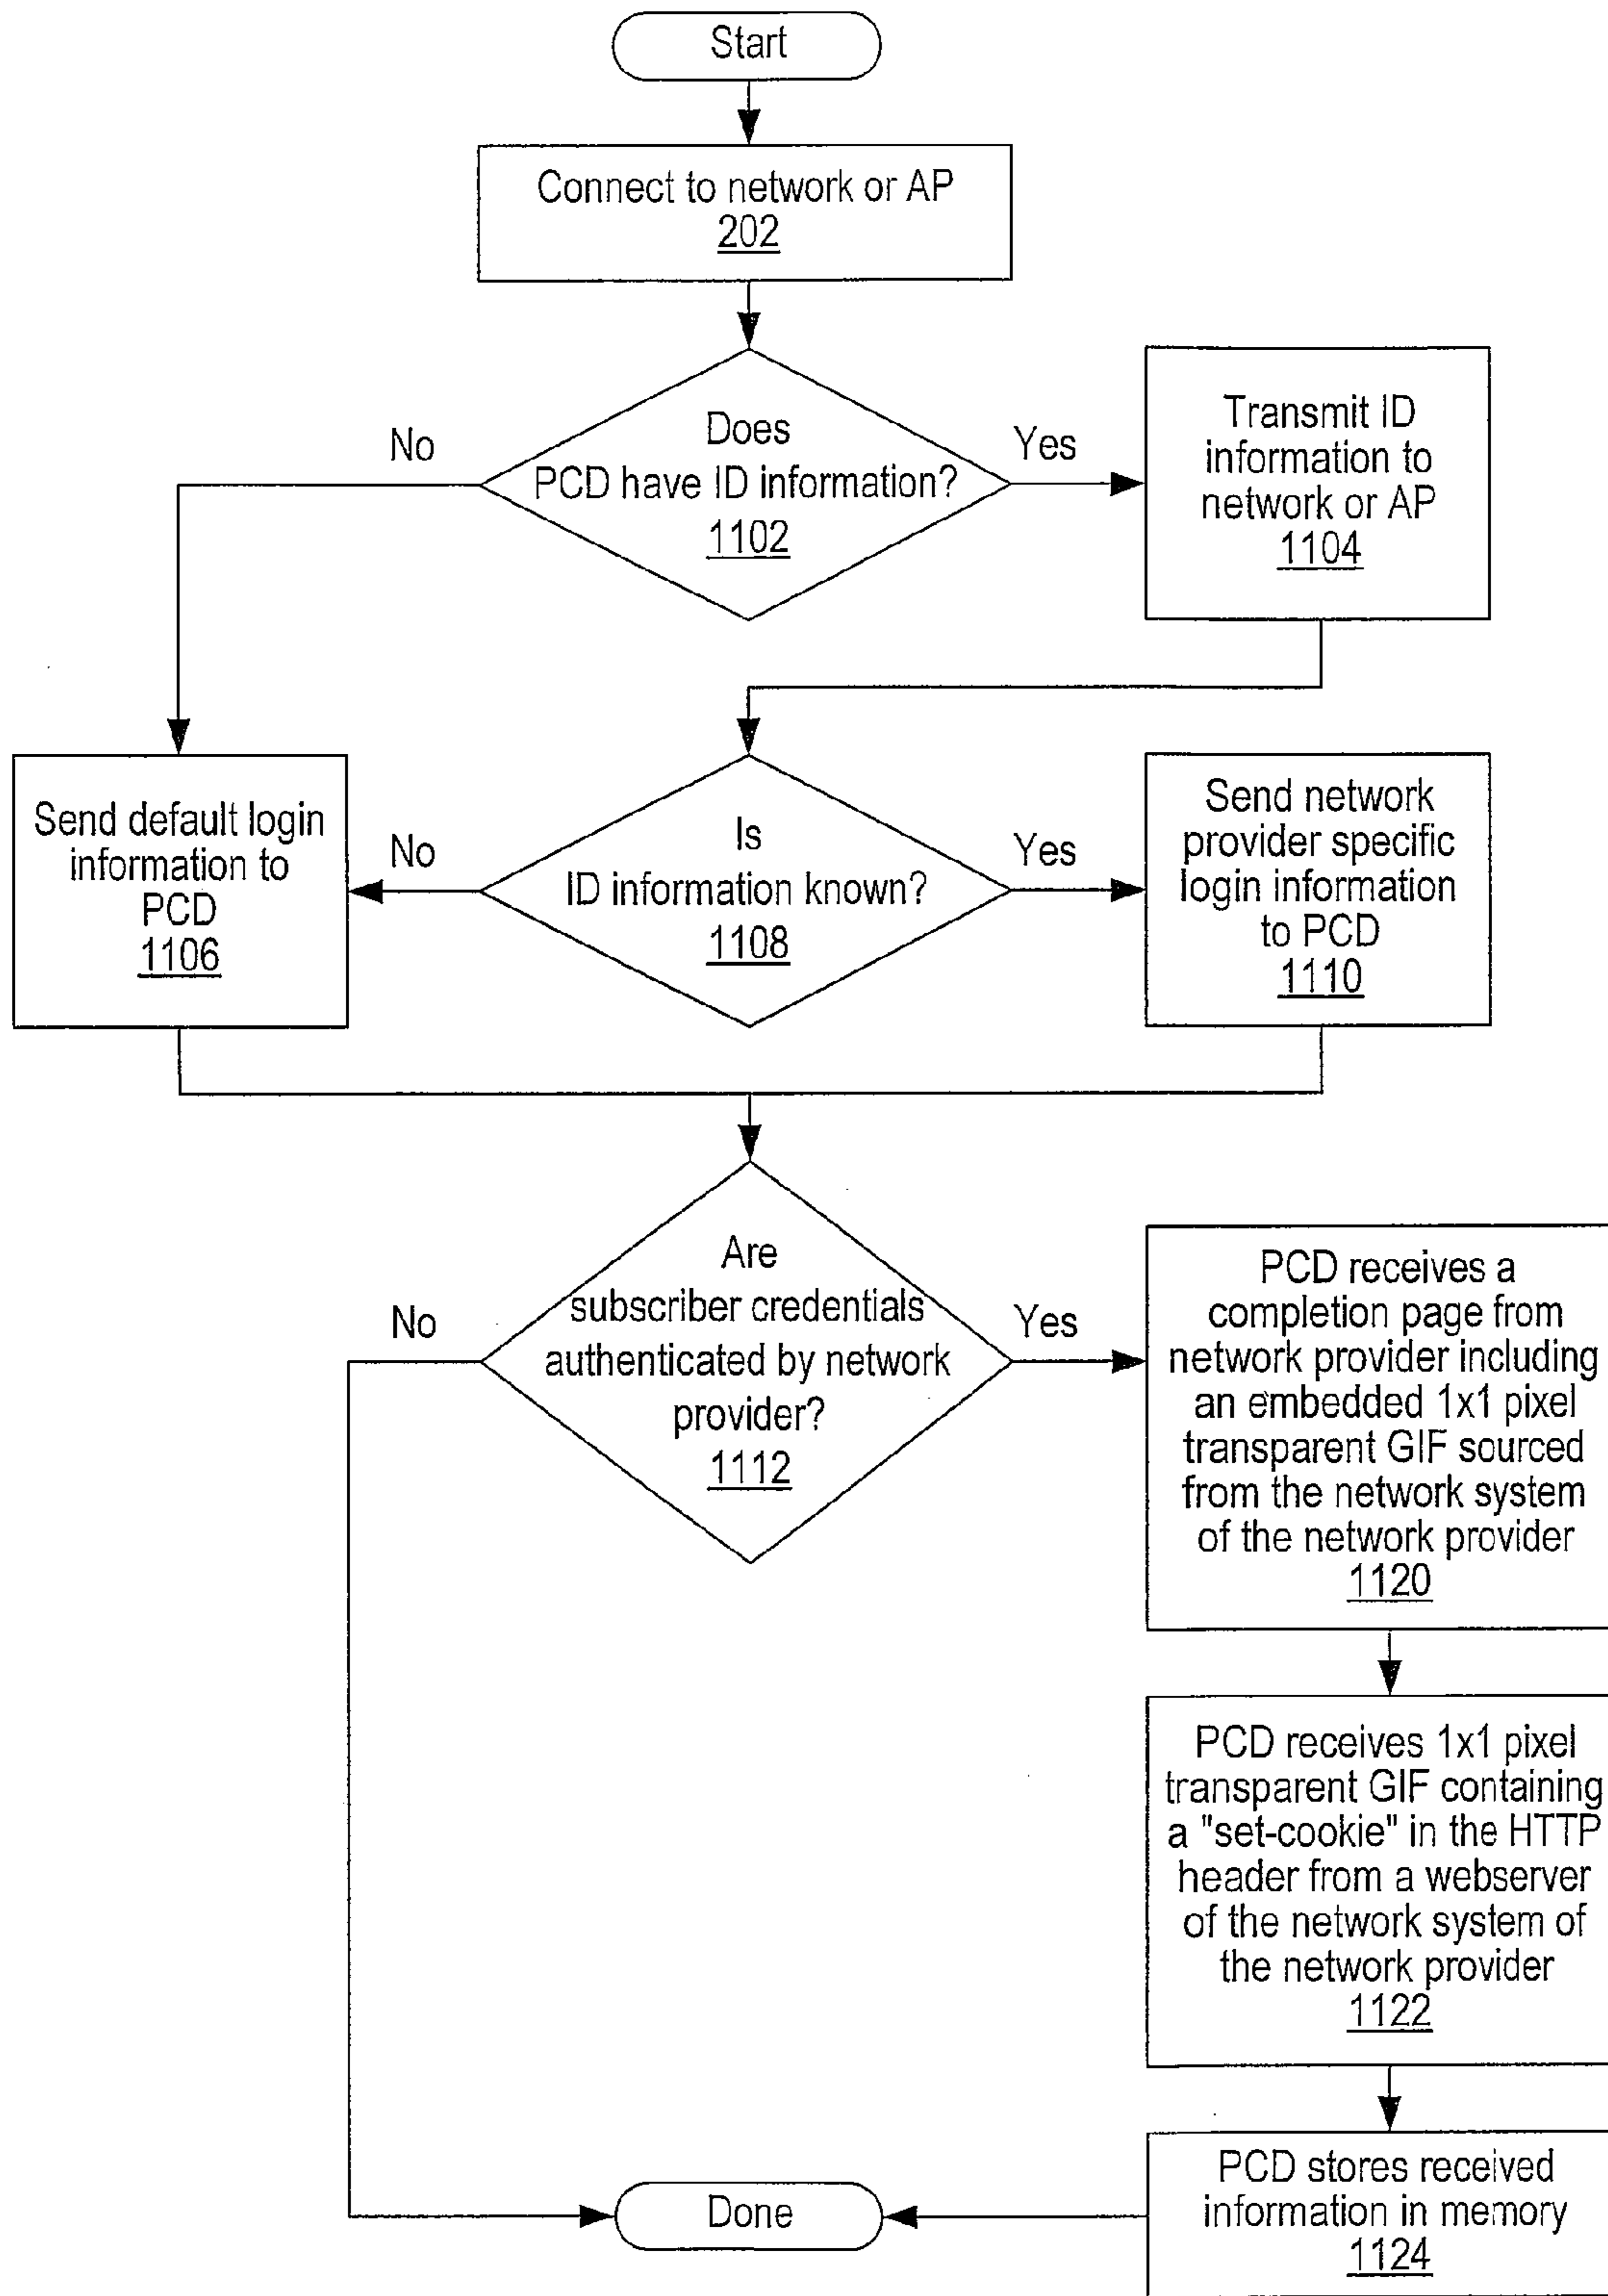 Start
Connect to network or AP
202
Does
PCD have ID information?
1102
No
Yes
Transmit ID
information to
network or AP
1104
Send default login
information to
PCD
1106
No
Is
ID information known?
1108
Yes
Send network
provider specific
login information
to PCD
1110
No
Are
subscriber credentials
authenticated by network
provider?
1112
Yes
PCD receives a
completion page from
network provider including
an embedded 1x1 pixel
transparent GIF sourced
from the network system
of the network provider
1120
PCD receives 1x1 pixel
transparent GIF containing
a "set-cookie" in the HTTP
header from a webserver
of the network system of
the network provider
1122
PCD stores received
information in memory
1124
Done